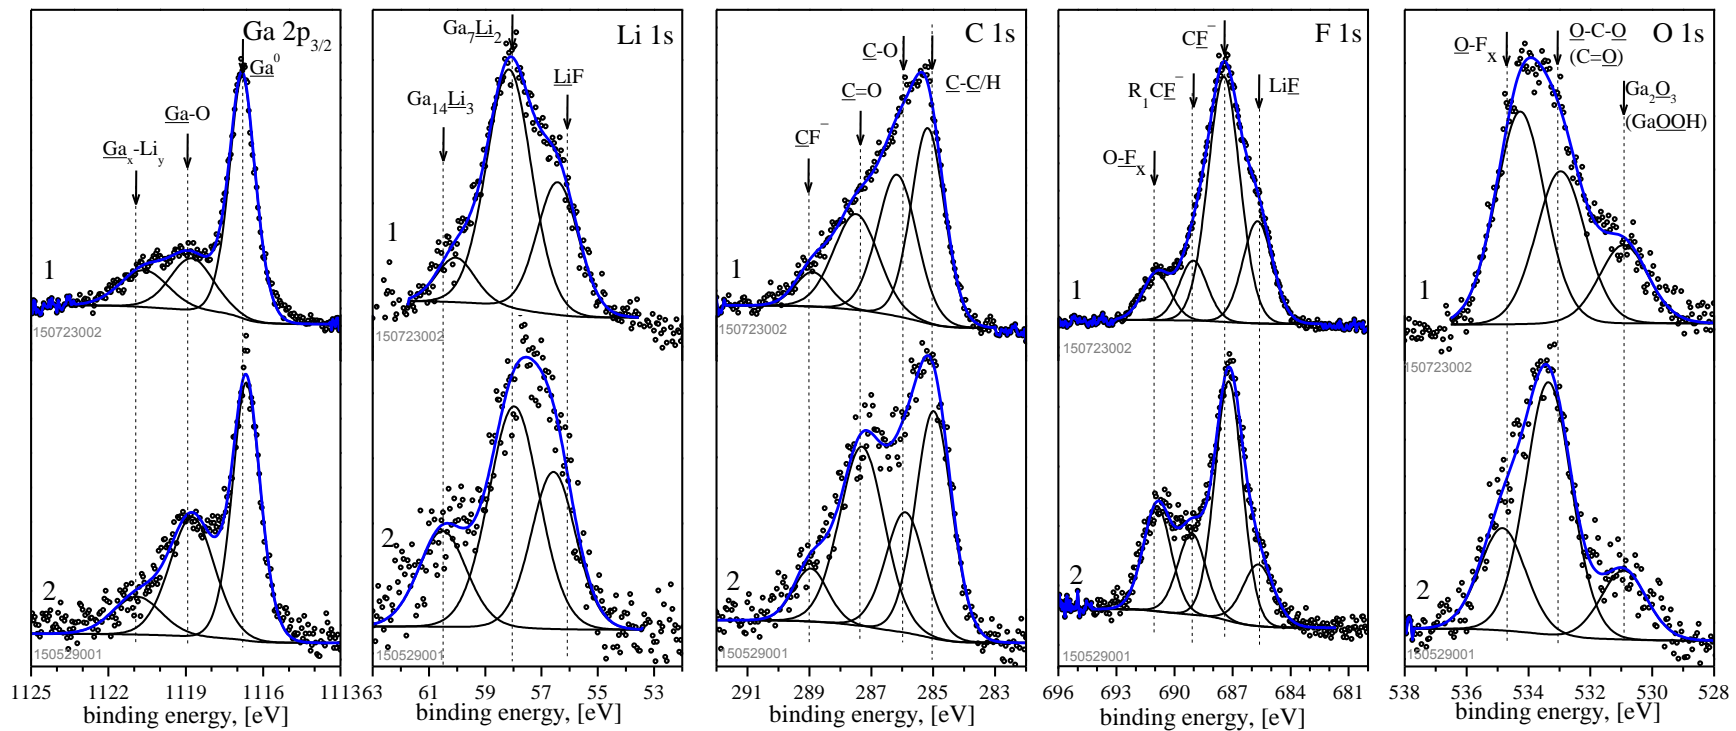 Ga 2p3/2
Ga0
Ga-O
Gax-Liy
1
150723002
2
150529001
1125 1122 1119 1116 1113
binding energy, [eV]
Li 1s
Ga7Li2
LiF
Ga14Li3
1
150723002
2
150529001
63 61 59 57 55 53
binding energy, [eV]
C 1s
C-O
C-C/H
C=O
CF−
1
150723002
2
150529001
291 289 287 285 283
binding energy, [eV]
F 1s
CF−
LiF
R1CF−
O-Fx
1
150723002
2
150529001
696 693 690 687 684 681
binding energy, [eV]
O 1s
O-C-O
(C=O)
O-Fx
Ga2O3
(GaOOH)
1
150723002
2
150529001
538 536 534 532 530 528
binding energy, [eV]